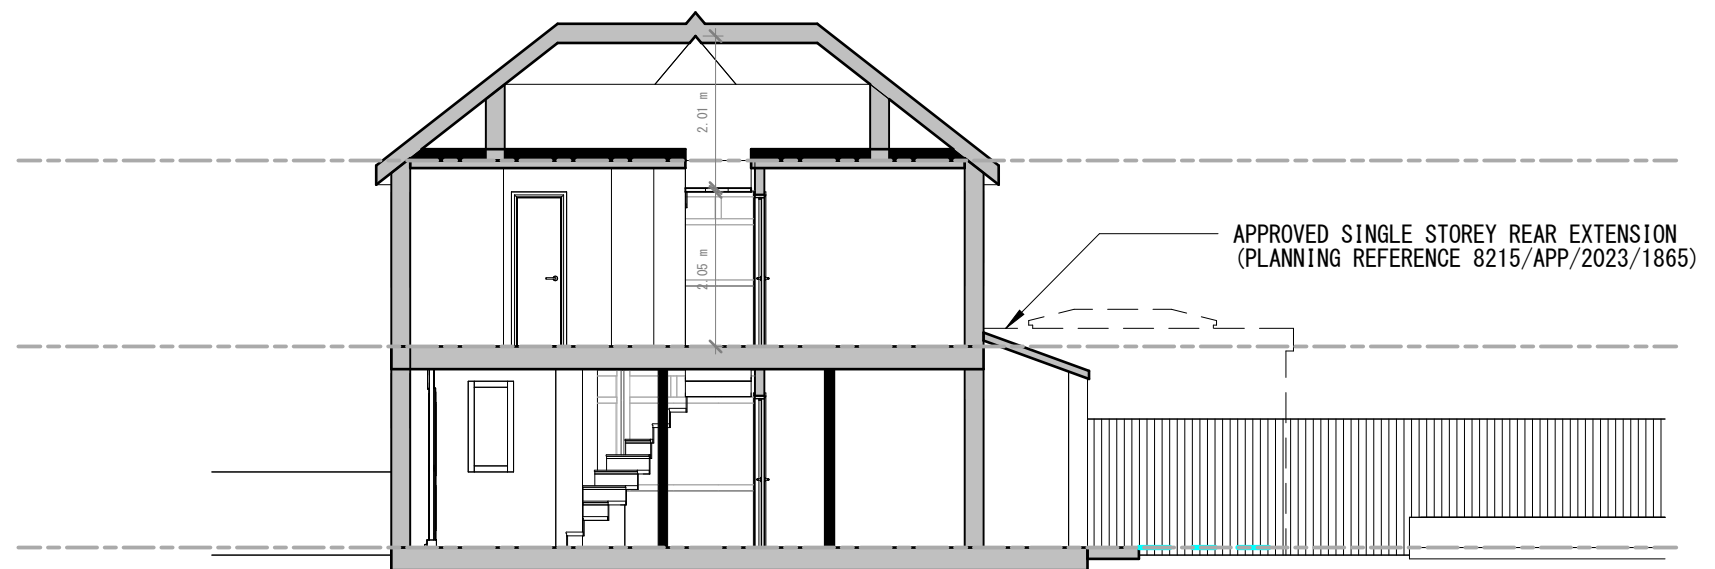 2.01 m
2.05 m
APPROVED SINGLE STOREY REAR EXTENSION
(PLANNING REFERENCE 8215/APP/2023/1865)